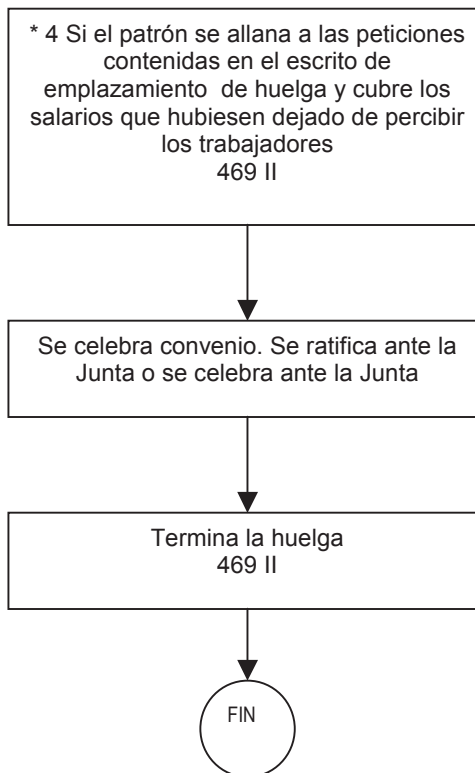 * 4 Si el patrón se allana a las peticiones
contenidas en el escrito de
emplazamiento de huelga y cubre los
salarios que hubiesen dejado de percibir
los trabajadores
469 II
Se celebra convenio. Se ratifica ante la
Junta o se celebra ante la Junta
Termina la huelga
469 II
FIN